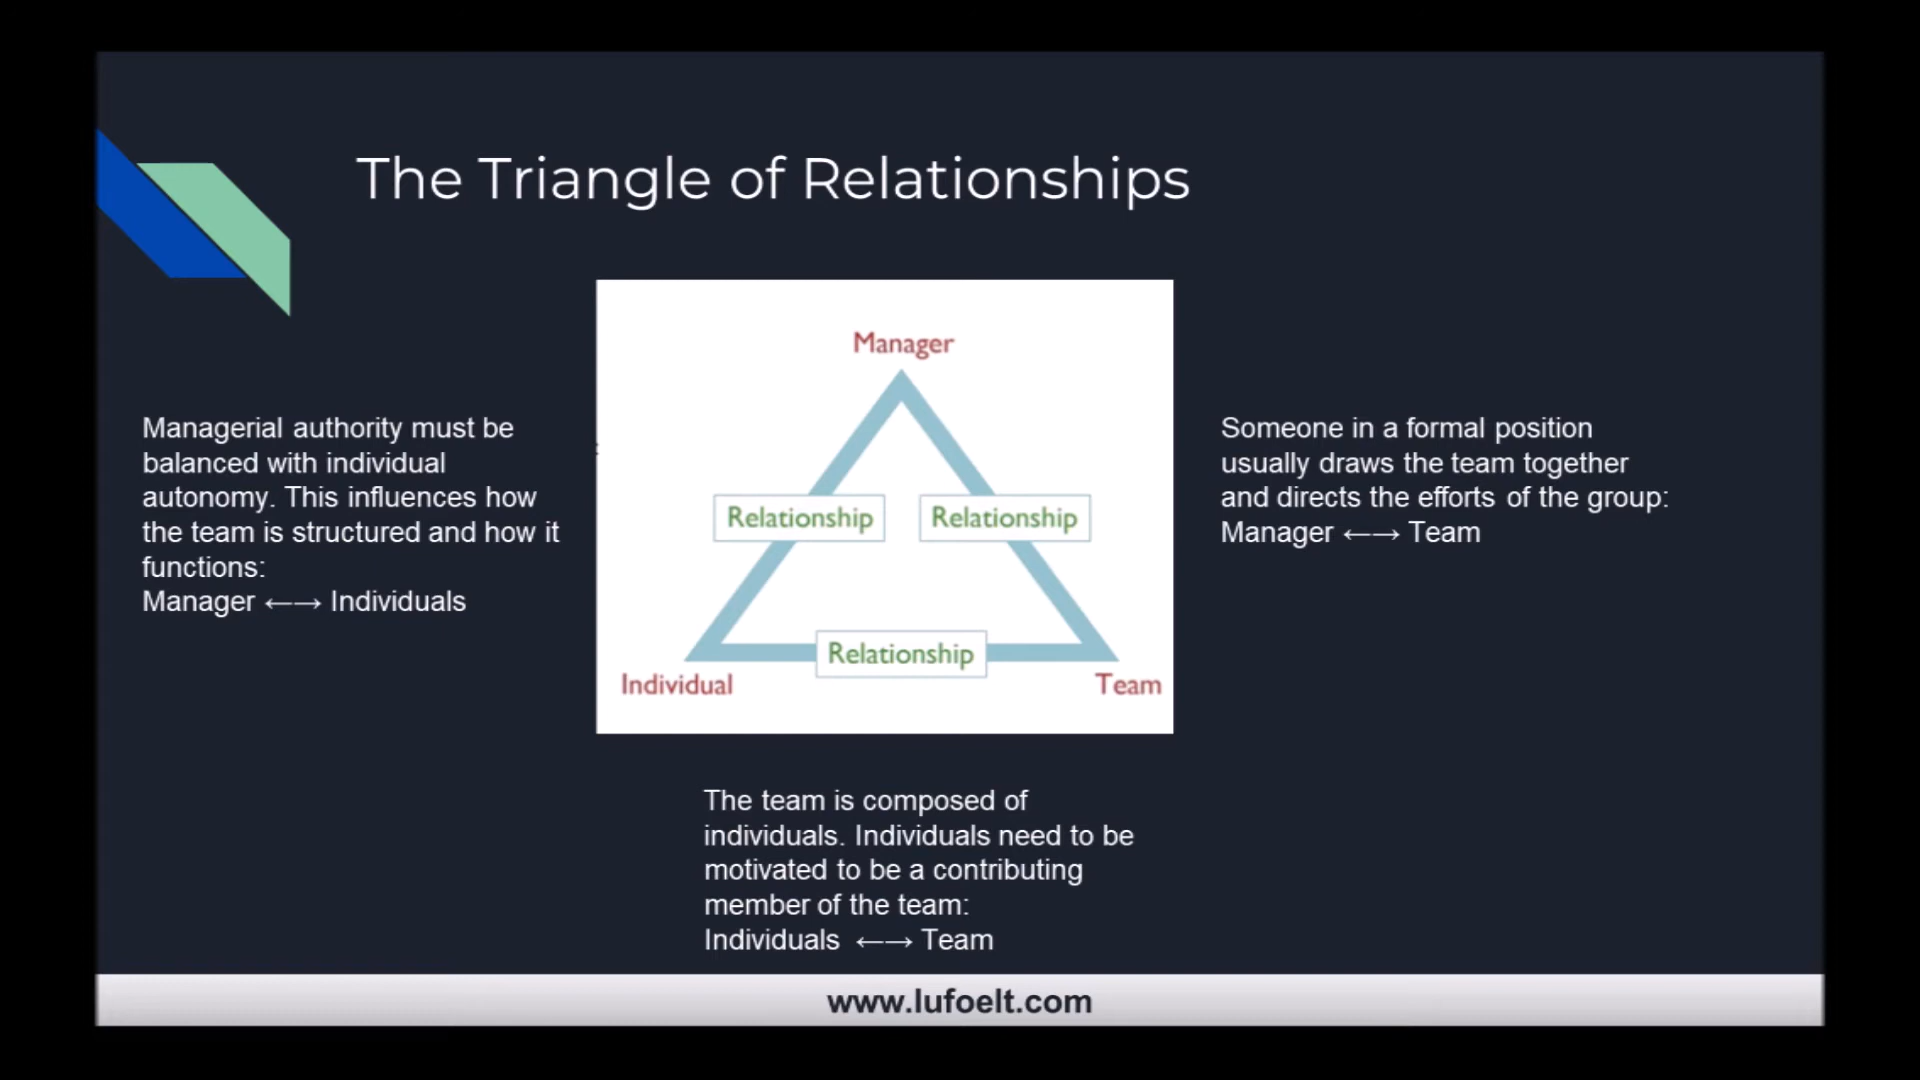 The Triangle of Relationships
Managerial authority must be
balanced with individual
autonomy. This influences how
the team is structured and how it
functions:
Manager ←→ Individuals
Manager
Relationship
Relationship
Relationship
Individual
Team
Someone in a formal position
usually draws the team together
and directs the efforts of the group:
Manager ←→ Team
The team is composed of
individuals. Individuals need to be
motivated to be a contributing
member of the team:
Individuals ←→ Team
www.lufoelt.com